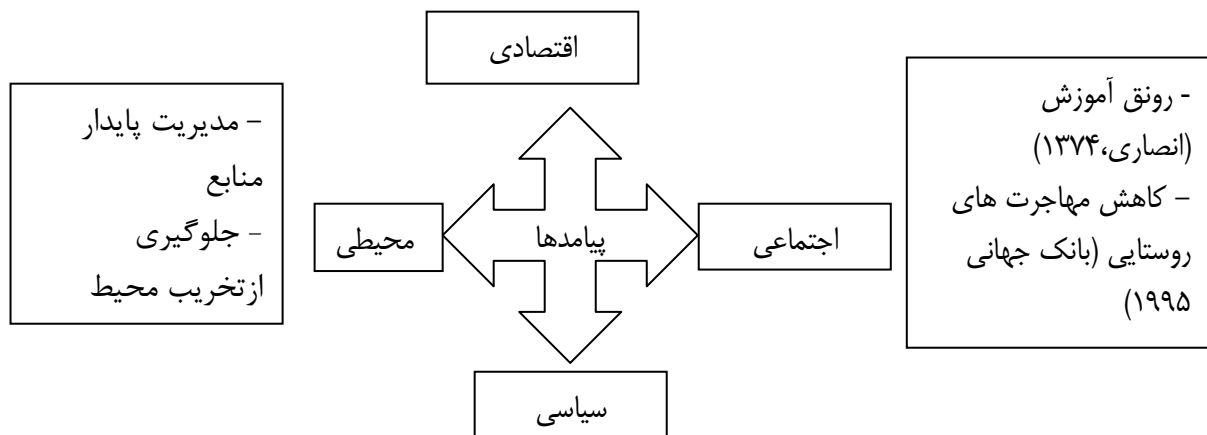 اقتصادی
- رونق آموزش
(انصاری،۱۳۷۴)
– کاهش مهاجرت های
روستایی (بانک جهانی
۱۹۹۵)
اجتماعی
پیامدها
محیطی
– مدیریت پایدار
منابع
- جلوگیری
ازتخریب محیط
سیاسی